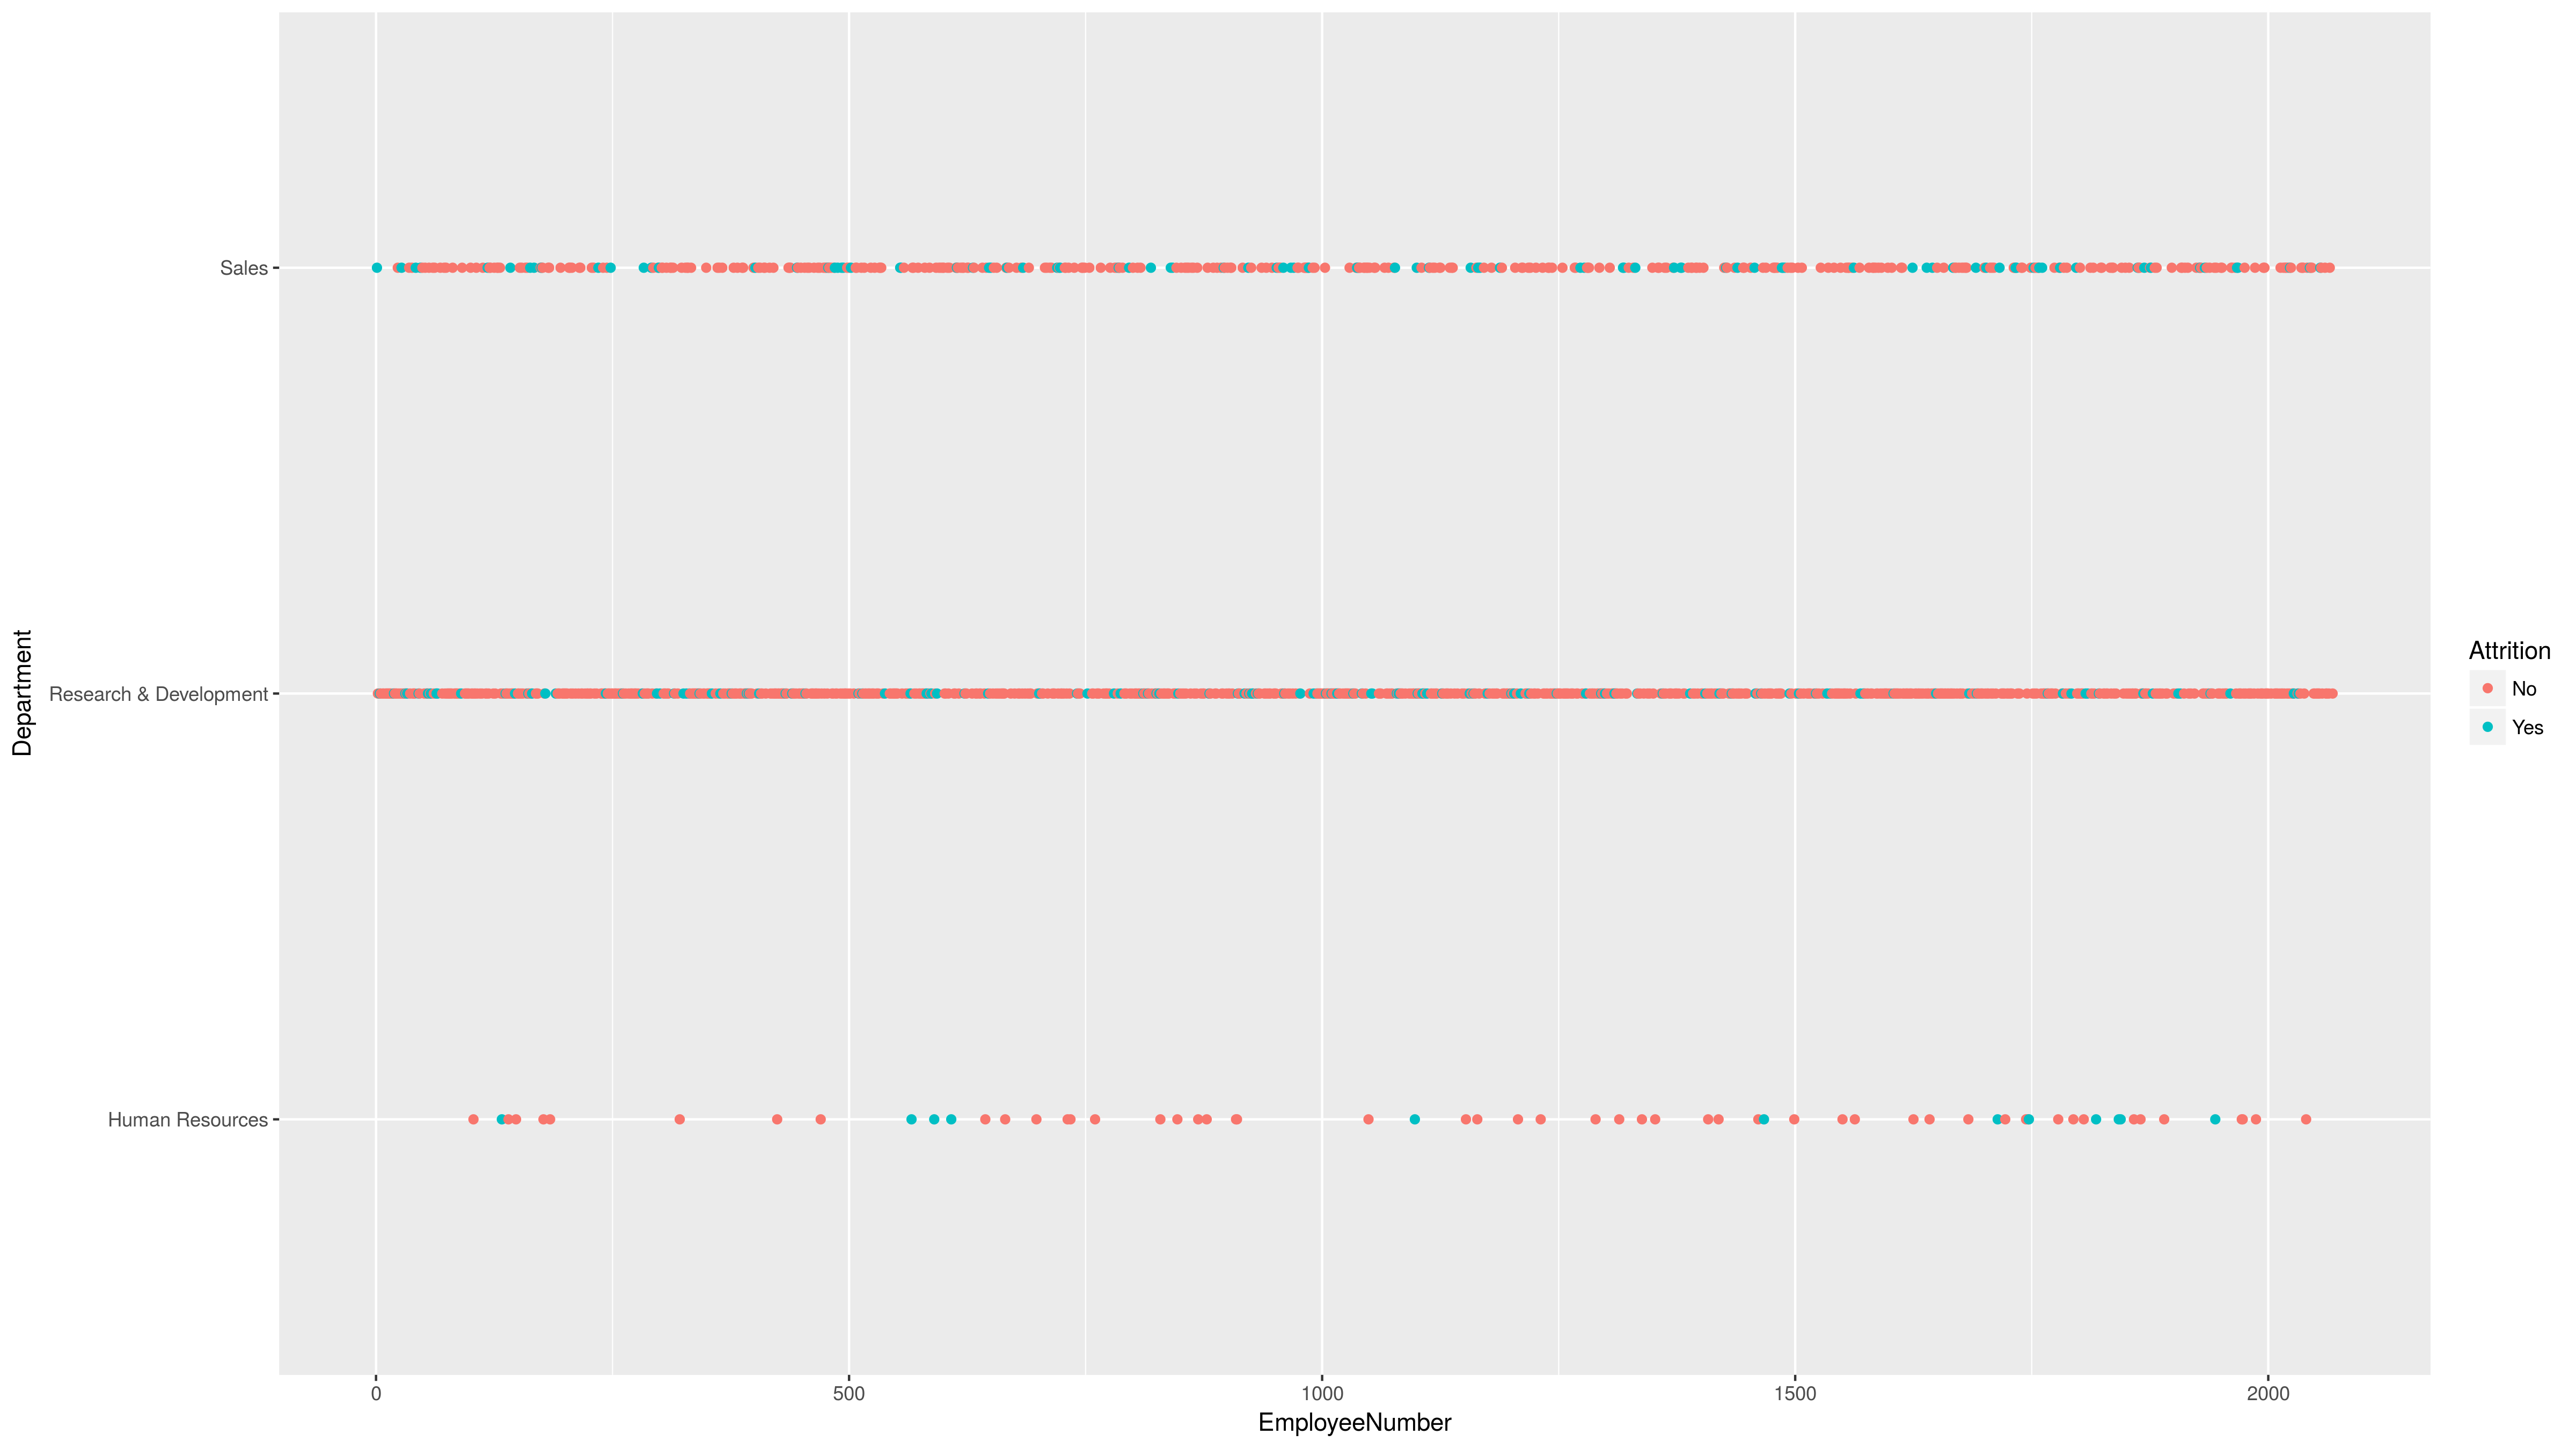 Sales
Research & Development
Human Resources
Department
0 500 1000 1500 2000
EmployeeNumber
Attrition
No
Yes